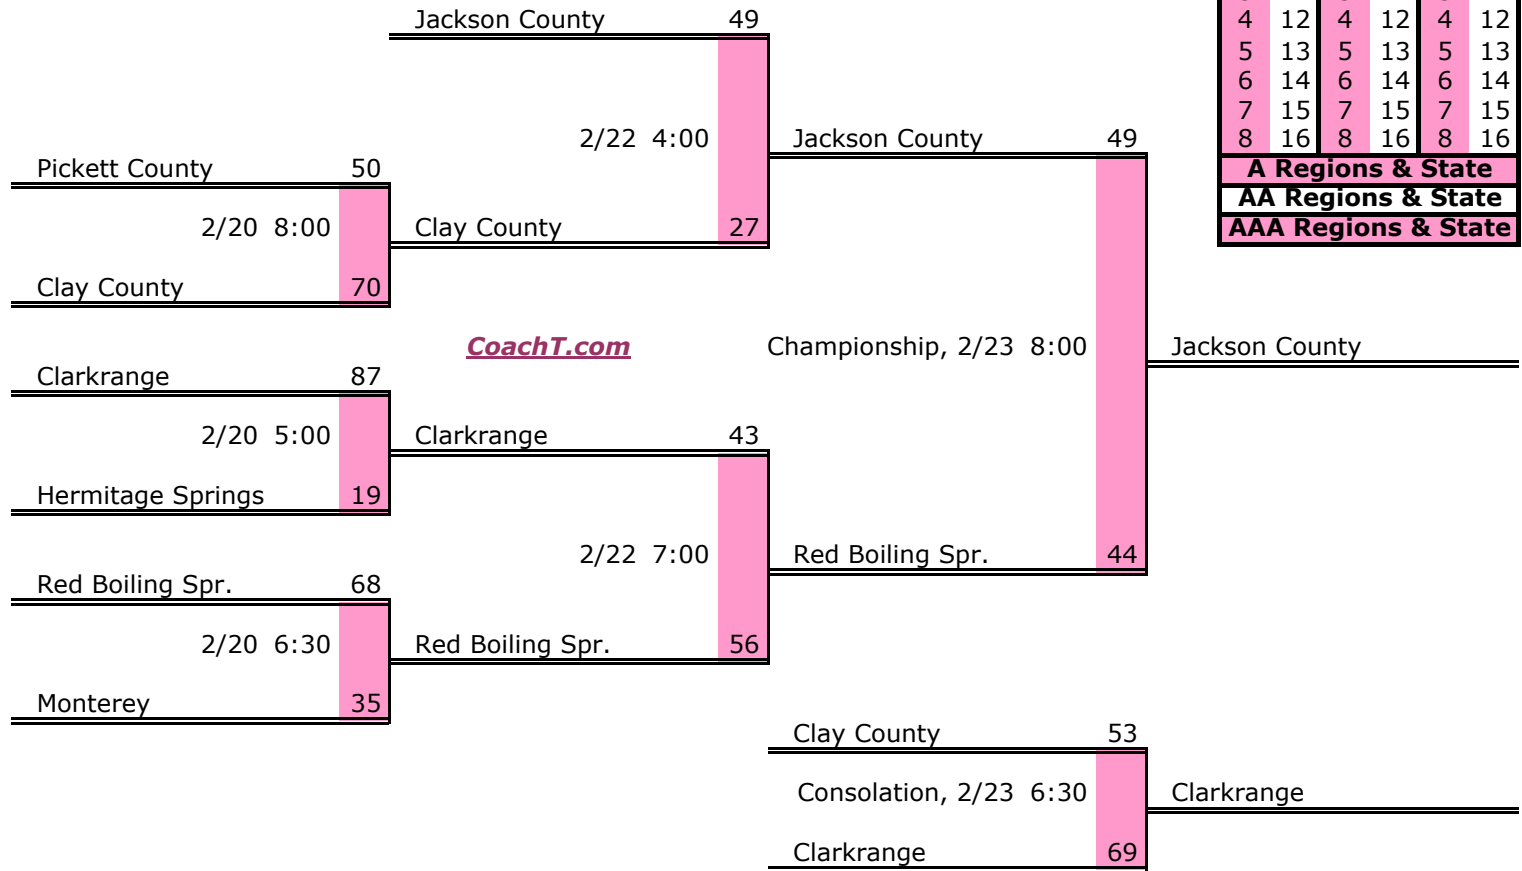 Jackson County 49
4 12 4 12 4 12
5 13 5 13 5 13
6 14 6 14 6 14
7 15 7 15 7 15
2/22 4:00 Jackson County 49
8 16 8 16 8 16
Pickett County 50
A Regions & State
AA Regions & State
2/20 8:00 Clay County 27
AAA Regions & State
Clay County 70
CoachT.com Championship, 2/23 8:00 Jackson County
Clarkrange 87
2/20 5:00 Clarkrange 43
Hermitage Springs 19
2/22 7:00 Red Boiling Spr. 44
Red Boiling Spr. 68
2/20 6:30 Red Boiling Spr. 56
Monterey 35
Clay County 53
Consolation, 2/23 6:30 Clarkrange
Clarkrange 69